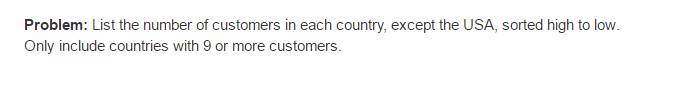 Problem: List the number of customers in each country, except the USA, sorted high to low.
Only include countries with 9 or more customers.